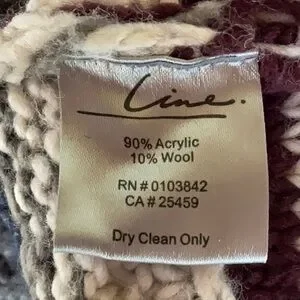 Line.
90% Acrylic
10% Wool
RN # 0103842
CA # 25459
Dry Clean Only